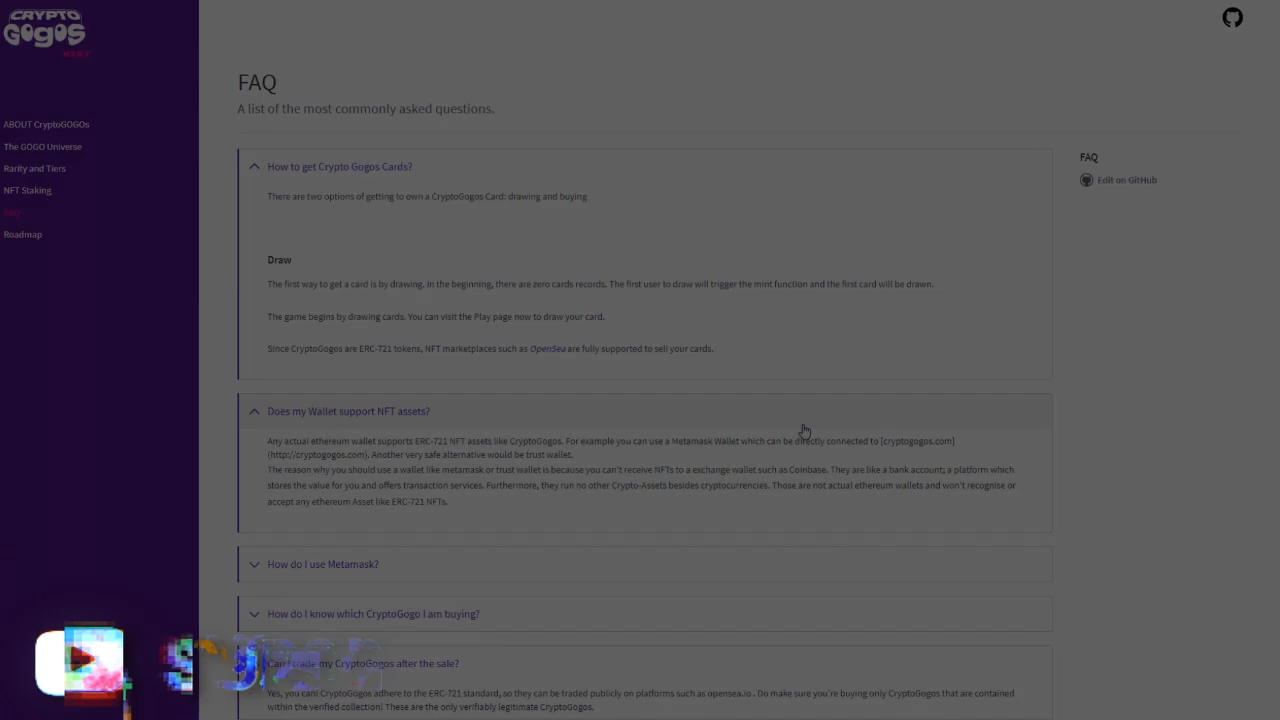 CRYPTO
GOGOS
ABOUT CryptoGOGOs
The GOGO Universe
Rarity and Tiers
NFT Staking
FAQ
Roadmap
FAQ
A list of the most commonly asked questions.
How to get Crypto Gogos Cards?
There are two options of getting to own a CryptoGogos Card: drawing and buying
Draw
The first way to get a card is by drawing. In the beginning, there are zero cards records. The first user to draw will trigger the mint function and the first card will be drawn.
The game begins by drawing cards. You can visit the Play page now to draw your card.
Since CryptoGogos are ERC-721 tokens, NFT marketplaces such as OpenSea are fully supported to sell your cards.
Does my Wallet support NFT assets?
Any actual ethereum wallet supports ERC-721 NFT assets like CryptoGogos. For example you can use a Metamask Wallet which can be directly connected to [cryptogogos.com]
(http://cryptogogos.com). Another very safe alternative would be trust wallet.
The reason why you should use a wallet like metamask or trust wallet is because you can't receive NFTs to a exchange wallet such as Coinbase. They are like a bank account; a platform which
stores the value for you and offers transaction services. Furthermore, they run no other Crypto-Assets besides cryptocurrencies. Those are not actual ethereum wallets and won't recognise or
accept any ethereum Asset like ERC-721 NFTs.
How do I use Metamask?
How do I know which CryptoGogo I am buying?
Can I trade my CryptoGogos after the sale?
Yes, you can! CryptoGogos adhere to the ERC-721 standard, so they can be traded publicly on platforms such as opensea.io . Do make sure you're buying only CryptoGogos that are contained
within the verified collection! These are the only verifiably legitimate CryptoGogos.
FAQ
Edit on GitHub